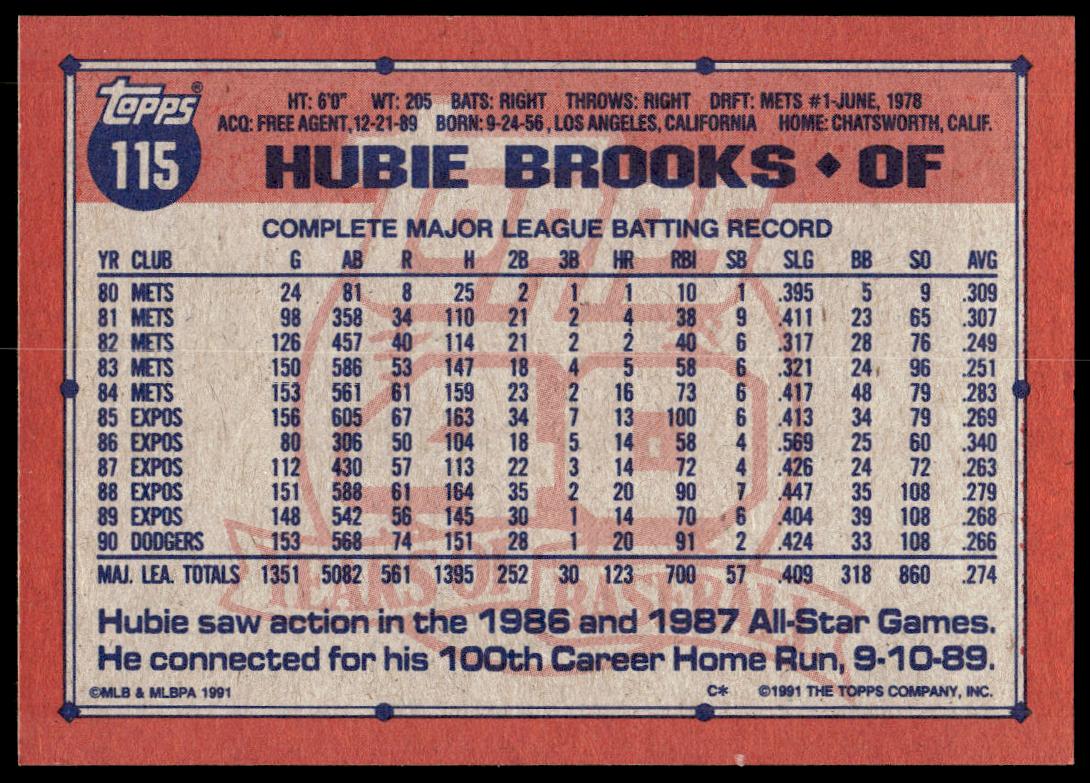 topps®
115
HT: 6'0" WT: 205 BATS: RIGHT THROWS: RIGHT DRFT: METS #1-JUNE, 1978
ACQ: FREE AGENT, 12-21-89 BORN: 9-24-56, LOS ANGELES, CALIFORNIA HOME: CHATSWORTH, CALIF.
HUBIE BROOKS ♦ OF
COMPLETE MAJOR LEAGUE BATTING RECORD
YR CLUB G AB R H 2B 3B HR RBI SB SLG BB SO AVG
80 METS 24 81 8 25 2 1 1 10 1 .395 5 9 .309
81 METS 98 358 34 110 21 2 4 38 9 .411 23 65 .307
82 METS 126 457 40 114 21 2 2 40 6 .317 28 76 .249
83 METS 150 586 53 147 18 4 5 58 6 .321 24 96 .251
84 METS 153 561 61 159 23 2 16 73 6 .417 48 79 .283
85 EXPOS 156 605 67 163 34 7 13 100 6 .413 34 79 .269
86 EXPOS 80 306 50 104 18 5 14 58 4 .569 25 60 .340
87 EXPOS 112 430 57 113 22 3 14 72 4 .426 24 72 .263
88 EXPOS 151 588 61 164 35 2 20 90 7 .447 35 108 .279
89 EXPOS 148 542 56 145 30 1 14 70 6 .404 39 108 .268
90 DODGERS 153 568 74 151 28 1 20 91 2 .424 33 108 .266
MAJ. LEA. TOTALS 1351 5082 561 1395 252 30 123 700 57 .409 318 860 .274
Topps
40
YEARS OF BASEBALL
Hubie saw action in the 1986 and 1987 All-Star Games.
He connected for his 100th Career Home Run, 9-10-89.
©MLB & MLBPA 1991 C* ©1991 THE TOPPS COMPANY, INC.